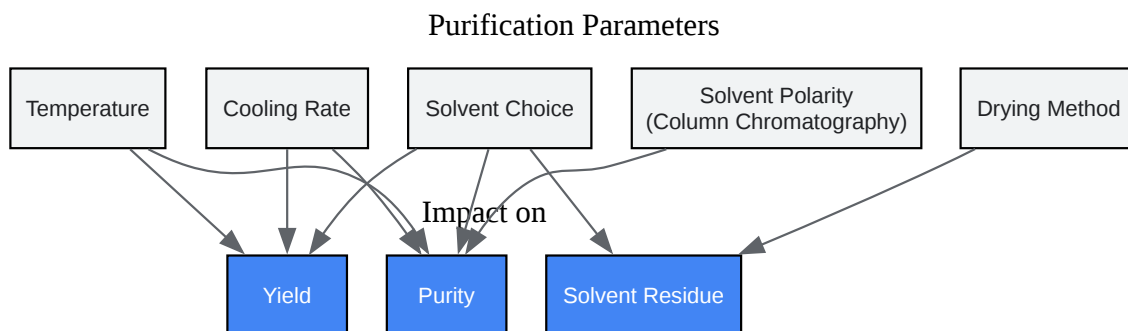 Purification Parameters
Temperature
Cooling Rate
Solvent Choice
Solvent Polarity
(Column Chromatography)
Drying Method
Impact on
Yield
Purity
Solvent Residue